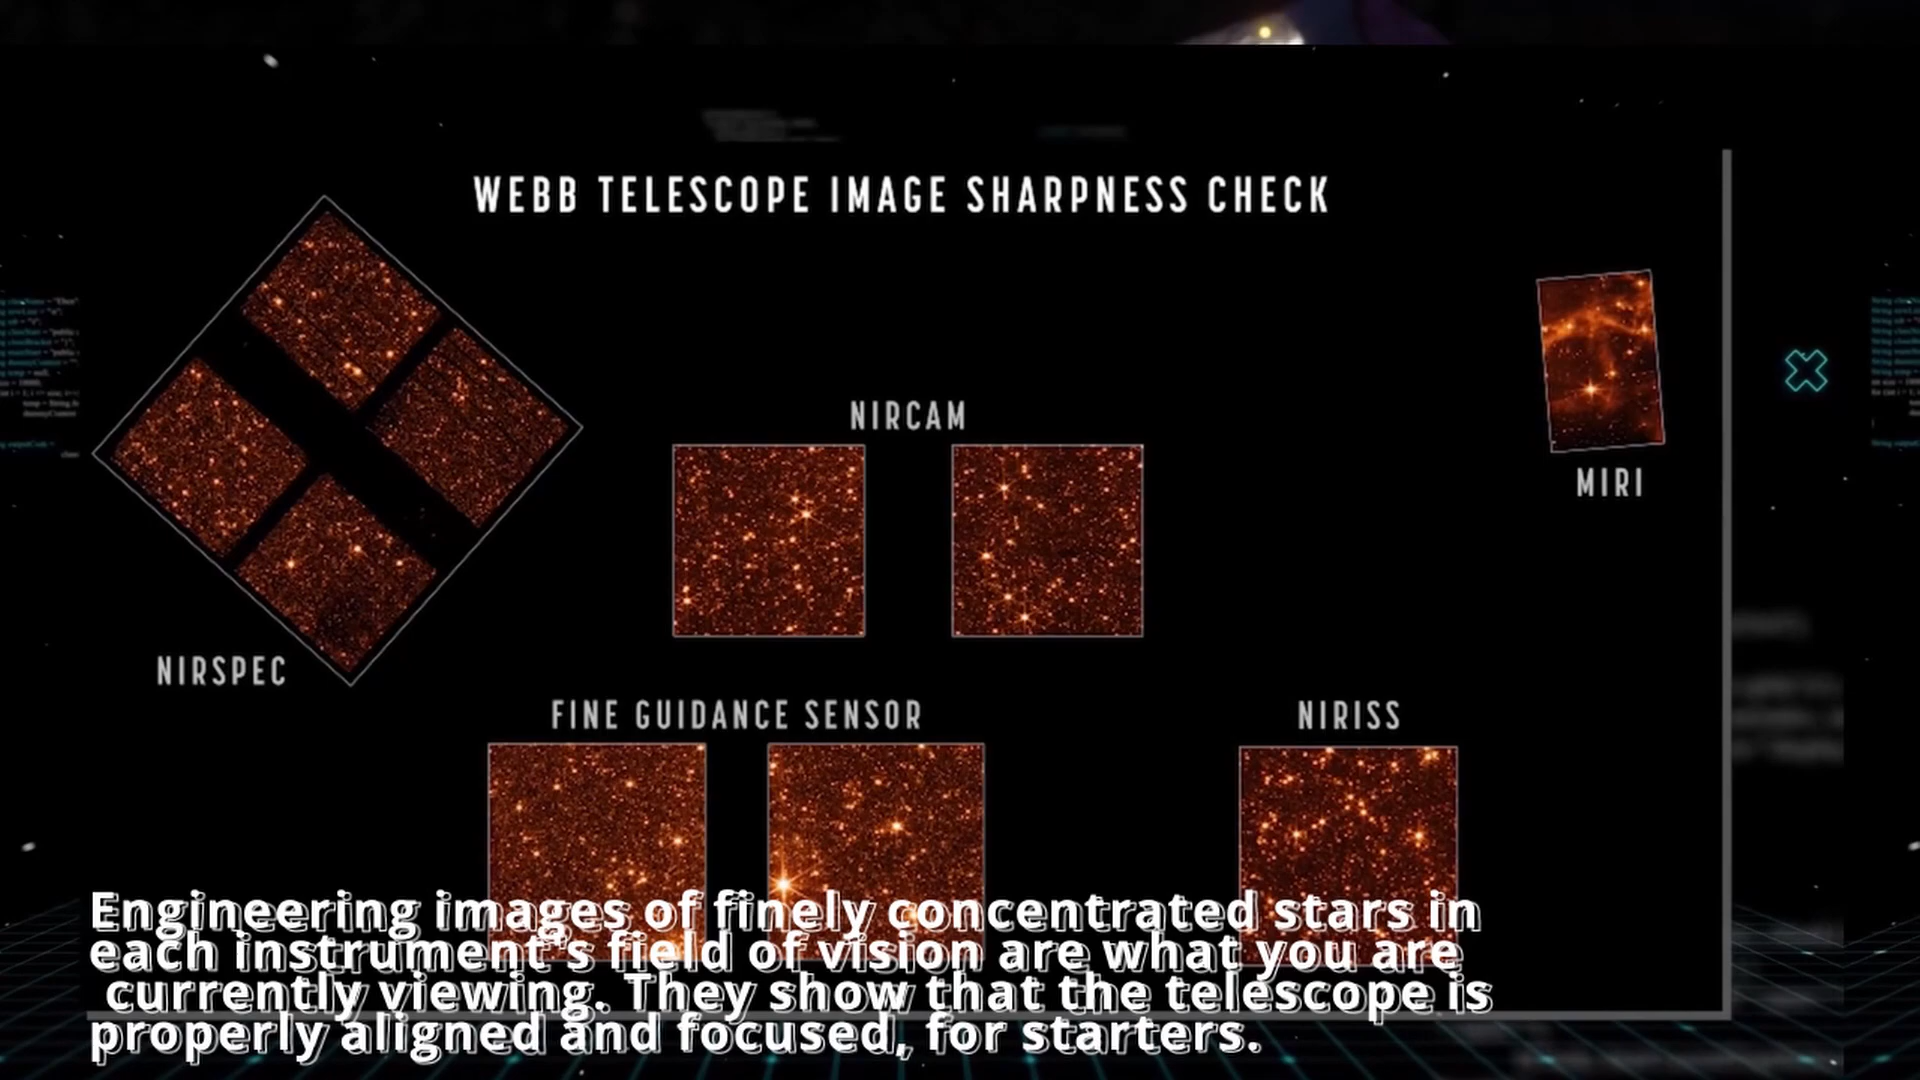 WEBB TELESCOPE IMAGE SHARPNESS CHECK
NIRCAM
MIRI
NIRSPEC
FINE GUIDANCE SENSOR
NIRISS
Engineering images of finely concentrated stars in
each instrument's field of vision are what you are
currently viewing. They show that the telescope is
properly aligned and focused, for starters.